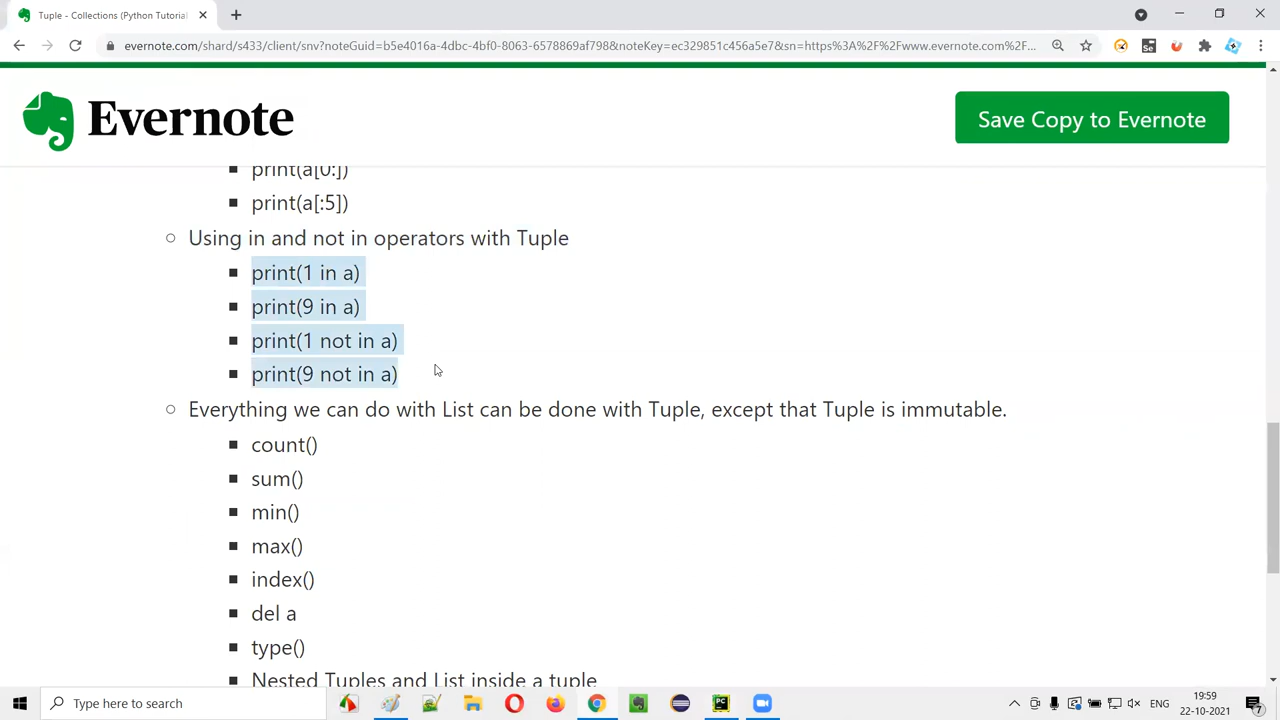 Tuple - Collections (Python Tutorial
evernote.com/shard/s433/client/snv?noteGuid=b5e4016a-4dbc-4bf0-8063-6578869af798&noteKey=ec329851c456a5e7&sn=https%3A%2F%2Fwww.evernote.com%2F...
Evernote
Save Copy to Evernote
print(a[0:])
print(a[:5])
Using in and not in operators with Tuple
print(1 in a)
print(9 in a)
print(1 not in a)
print(9 not in a)
Everything we can do with List can be done with Tuple, except that Tuple is immutable.
count()
sum()
min()
max()
index()
del a
type()
Nested Tuples and List inside a tuple
Type here to search
ENG
19:59
22-10-2021
7